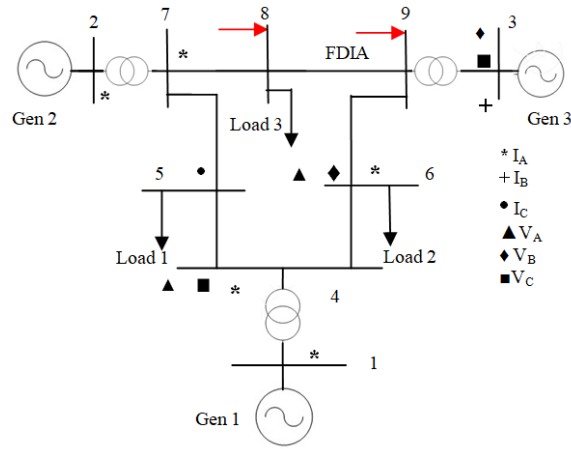 2
7
8
9
3
FDIA
Gen 2
*
*
Gen 3
Load 3
* I_A
+ I_B
● I_C
▲ V_A
♦ V_B
■ V_C
5
6
*
Load 1
Load 2
*
4
*
1
Gen 1